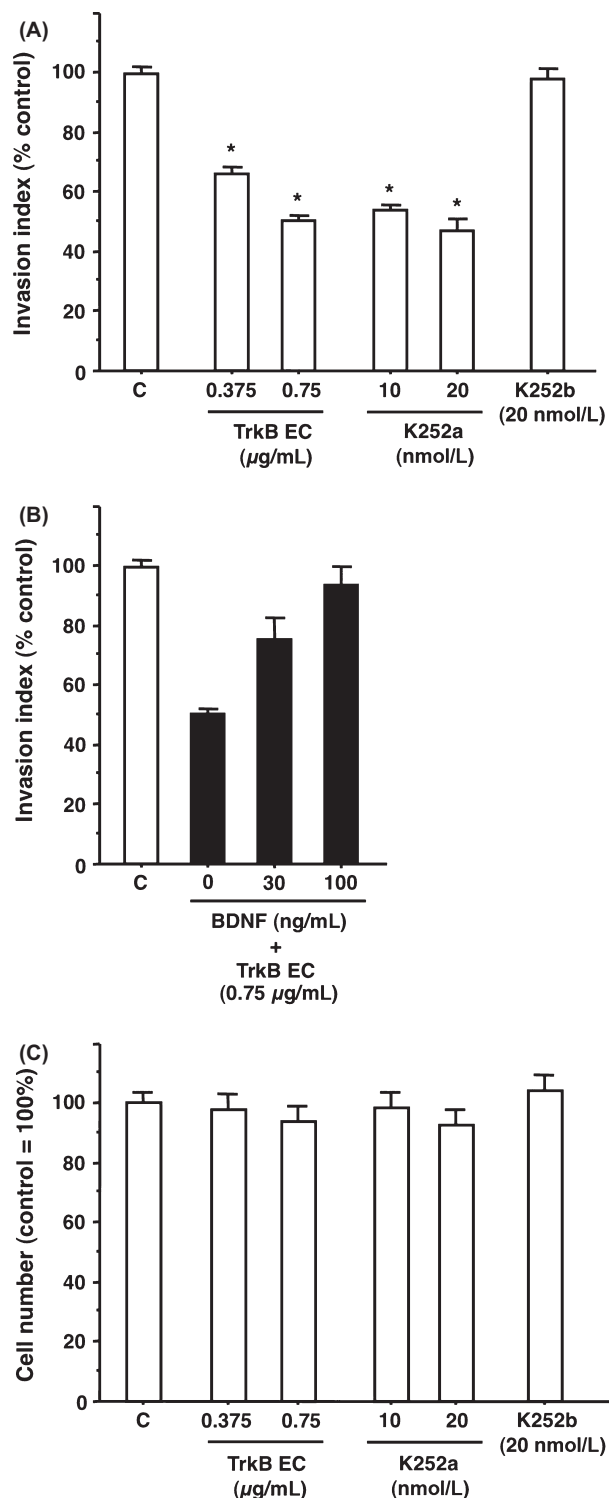 (A)
Invasion index (% control)
100
80
60
40
20
0
* * * *
C 0.375 0.75 10 20 K252b
(20 nmol/L)
TrkB EC K252a
(µg/mL) (nmol/L)
(B)
Invasion index (% control)
100
80
60
40
20
0
C 0 30 100
BDNF (ng/mL)
+
TrkB EC
(0.75 µg/mL)
(C)
Cell number (control = 100%)
100
80
60
40
20
0
C 0.375 0.75 10 20 K252b
(20 nmol/L)
TrkB EC K252a
(µg/mL) (nmol/L)